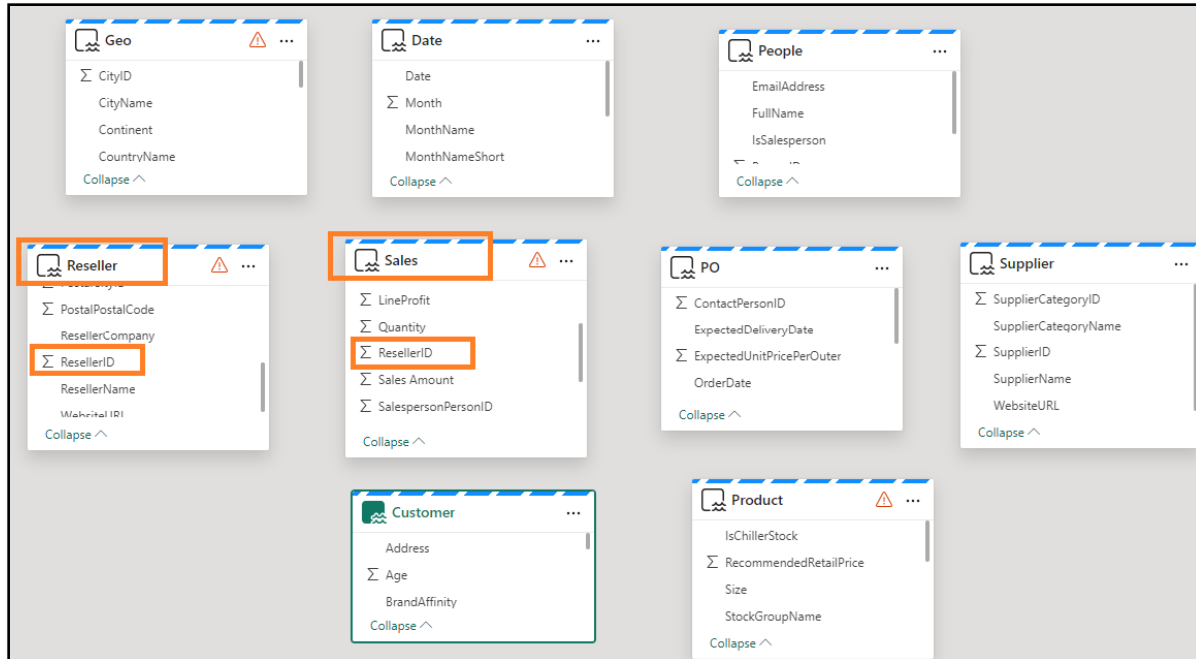 Geo
Σ CityID
CityName
Continent
CountryName
Collapse
Date
Date
Σ Month
MonthName
MonthNameShort
Collapse
People
EmailAddress
FullName
IsSalesperson
Collapse
Reseller
Σ PostalPostalCode
ResellerCompany
Σ ResellerID
ResellerName
WebsiteURL
Collapse
Sales
Σ LineProfit
Σ Quantity
Σ ResellerID
Σ Sales Amount
Σ SalespersonPersonID
Collapse
PO
Σ ContactPersonID
ExpectedDeliveryDate
Σ ExpectedUnitPricePerOuter
OrderDate
Collapse
Supplier
Σ SupplierCategoryID
SupplierCategoryName
Σ SupplierID
SupplierName
WebsiteURL
Collapse
Customer
Address
Σ Age
BrandAffinity
Collapse
Product
IsChillerStock
Σ RecommendedRetailPrice
Size
StockGroupName
Collapse